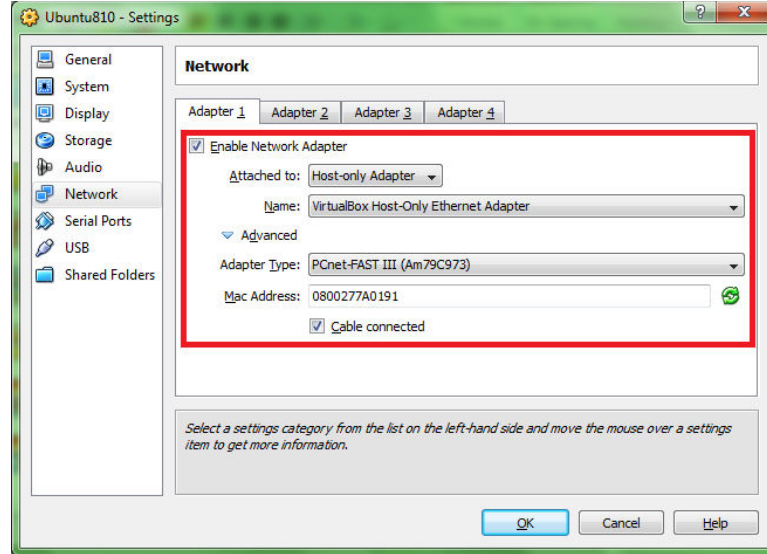 Ubuntu810 - Settings
General
System
Display
Storage
Audio
Network
Serial Ports
USB
Shared Folders
Network
Adapter 1 Adapter 2 Adapter 3 Adapter 4
Enable Network Adapter
Attached to: Host-only Adapter
Name: VirtualBox Host-Only Ethernet Adapter
Advanced
Adapter Type: PCnet-FAST III (Am79C973)
Mac Address: 0800277A0191
Cable connected
Select a settings category from the list on the left-hand side and move the mouse over a settings
item to get more information.
OK Cancel Help